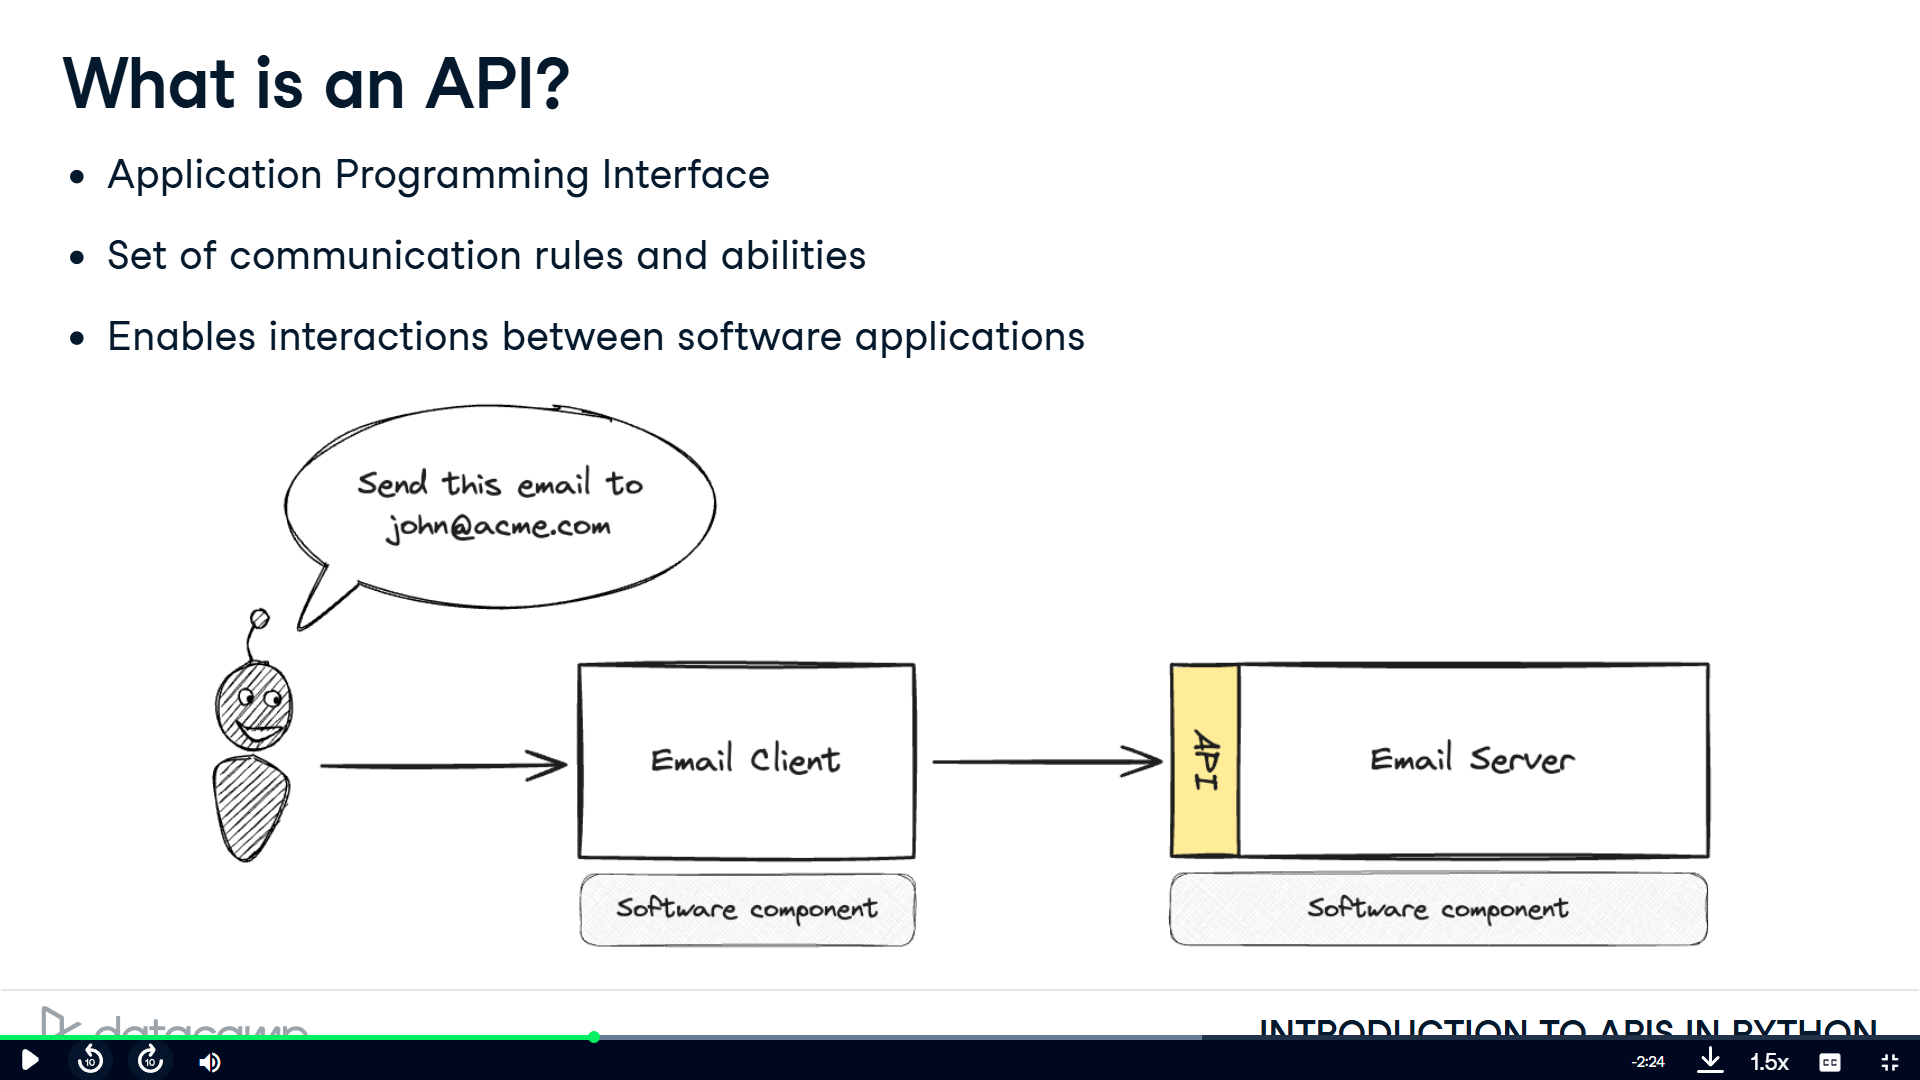 What is an API?
Application Programming Interface
Set of communication rules and abilities
Enables interactions between software applications
Send this email to
john@acme.com
Email Client
API
Email Server
Software component
Software component
datacamp
INTRODUCTION TO APIS IN PYTHON
10
10
-2:24
1.5x
CC